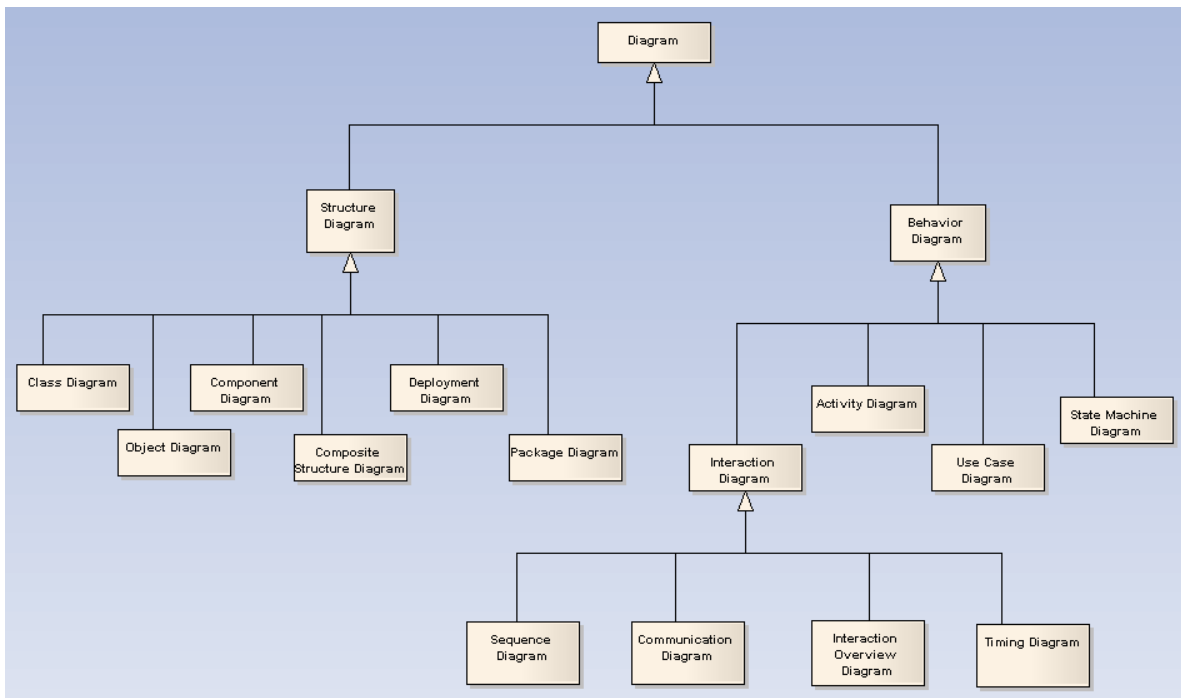 Diagram
Structure
Diagram
Behavior
Diagram
Class Diagram
Object Diagram
Component
Diagram
Composite
Structure Diagram
Deployment
Diagram
Package Diagram
Interaction
Diagram
Activity Diagram
Use Case
Diagram
State Machine
Diagram
Sequence
Diagram
Communication
Diagram
Interaction
Overview
Diagram
Timing Diagram